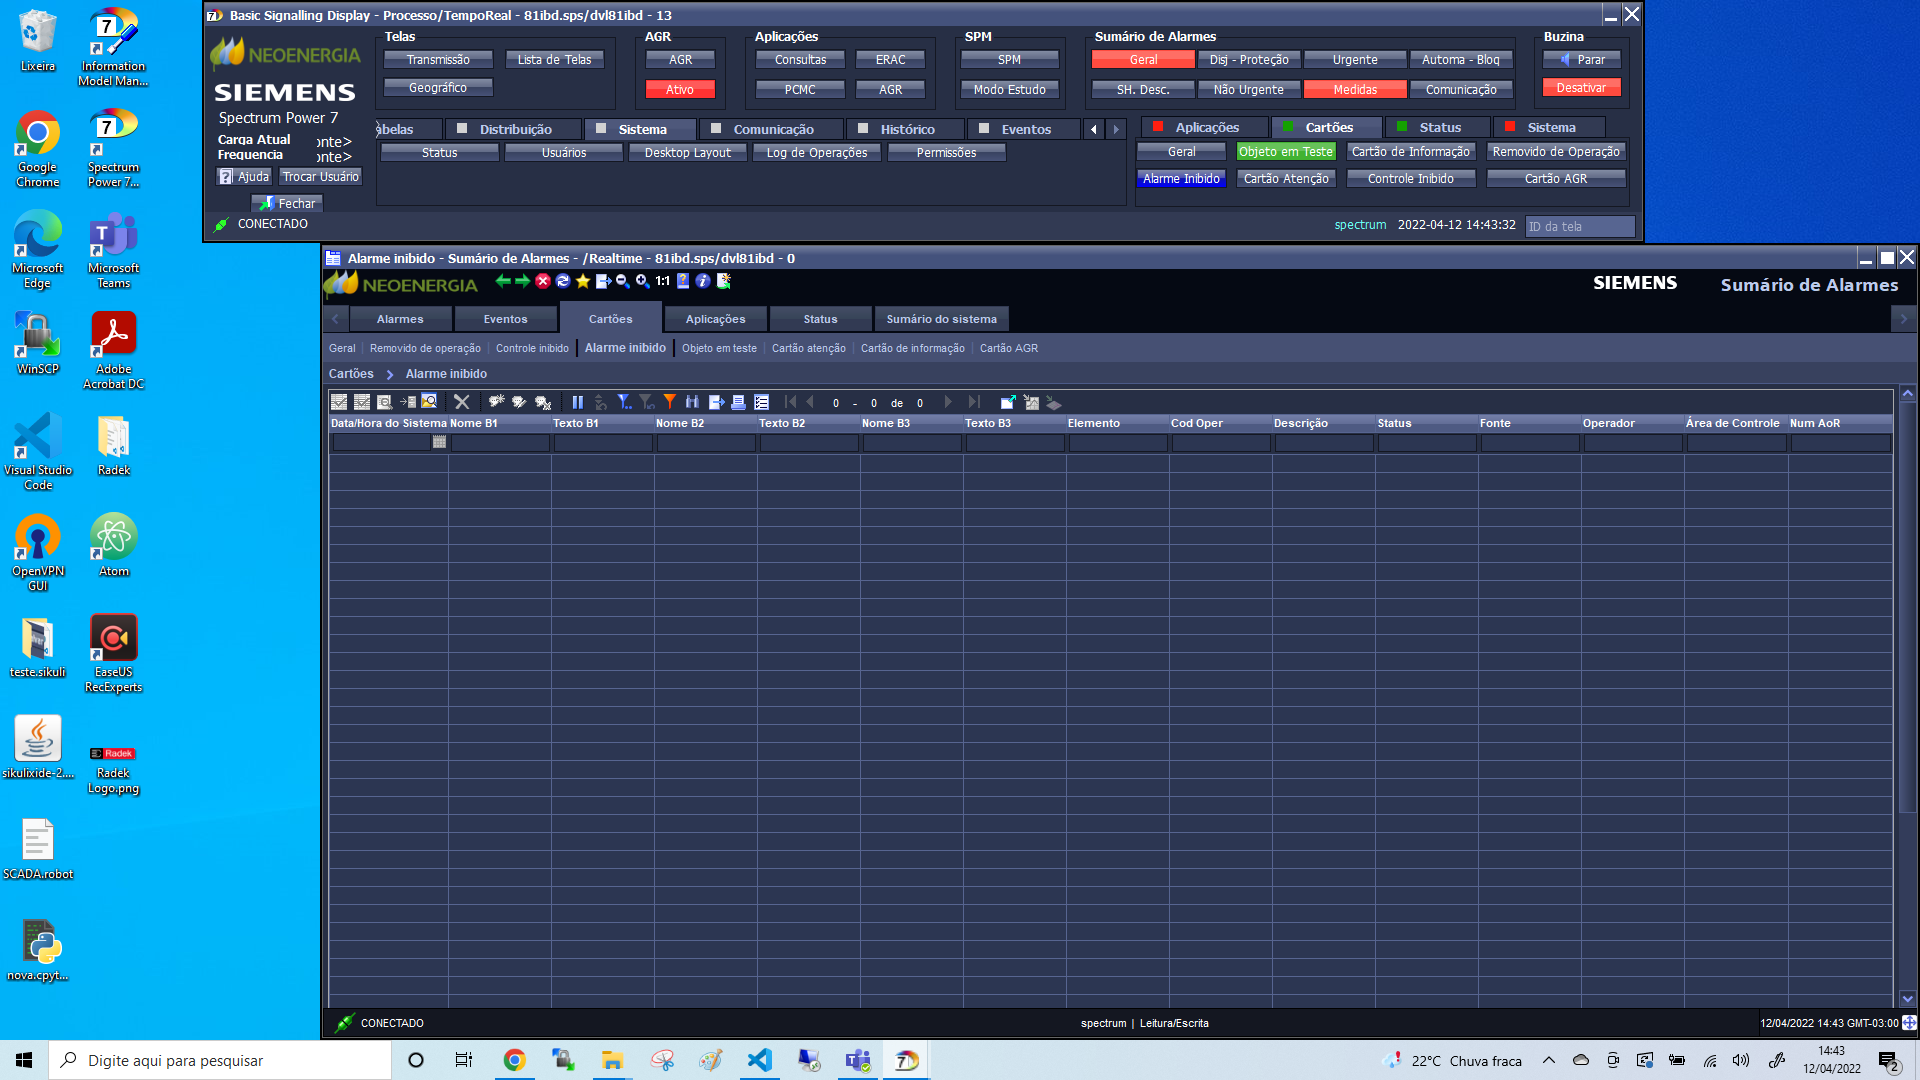 Lixeira
Information
Model Man...
Google
Chrome
Spectrum
Power 7...
Microsoft
Edge
Microsoft
Teams
WinSCP
Adobe
Acrobat DC
Visual Studio
Code
Radek
OpenVPN
GUI
Atom
teste.sikuli
EaseUS
RecExperts
sikulixide-2....
Radek
Radek
Logo.png
SCADA.robot
nova.cpyt...
Basic Signalling Display - Processo/TempoReal - 81ibd.sps/dvl81ibd - 13
NEOENERGIA
SIEMENS
Spectrum Power 7
Carga Atual onte>
Frequencia onte>
Ajuda Trocar Usuário
Fechar
CONECTADO
Telas
Transmissão Lista de Telas
Geográfico
AGR
AGR
Ativo
Aplicações
Consultas ERAC
PCMC AGR
SPM
SPM
Modo Estudo
Sumário de Alarmes
Geral Disj - Proteção Urgente Automa - Bloq
SH. Desc. Não Urgente Medidas Comunicação
Buzina
Parar
Desativar
abelas Distribuição Sistema Comunicação Histórico Eventos
Status Usuários Desktop Layout Log de Operações Permissões
Aplicações Cartões Status Sistema
Geral Objeto em Teste Cartão de Informação Removido de Operação
Alarme Inibido Cartão Atenção Controle Inibido Cartão AGR
spectrum 2022-04-12 14:43:32 ID da tela
Alarme inibido - Sumário de Alarmes - /Realtime - 81ibd.sps/dvl81ibd - 0
NEOENERGIA 1:1 SIEMENS Sumário de Alarmes
Alarmes Eventos Cartões Aplicações Status Sumário do sistema
Geral Removido de operação Controle inibido Alarme inibido Objeto em teste Cartão atenção Cartão de informação Cartão AGR
Cartões > Alarme inibido
0 - 0 de 0
Data/Hora do Sistema Nome B1 Texto B1 Nome B2 Texto B2 Nome B3 Texto B3 Elemento Cod Oper Descrição Status Fonte Operador Área de Controle Num AoR
CONECTADO spectrum | Leitura/Escrita 12/04/2022 14:43 GMT-03:00
Digite aqui para pesquisar
22°C Chuva fraca
14:43
12/04/2022
2